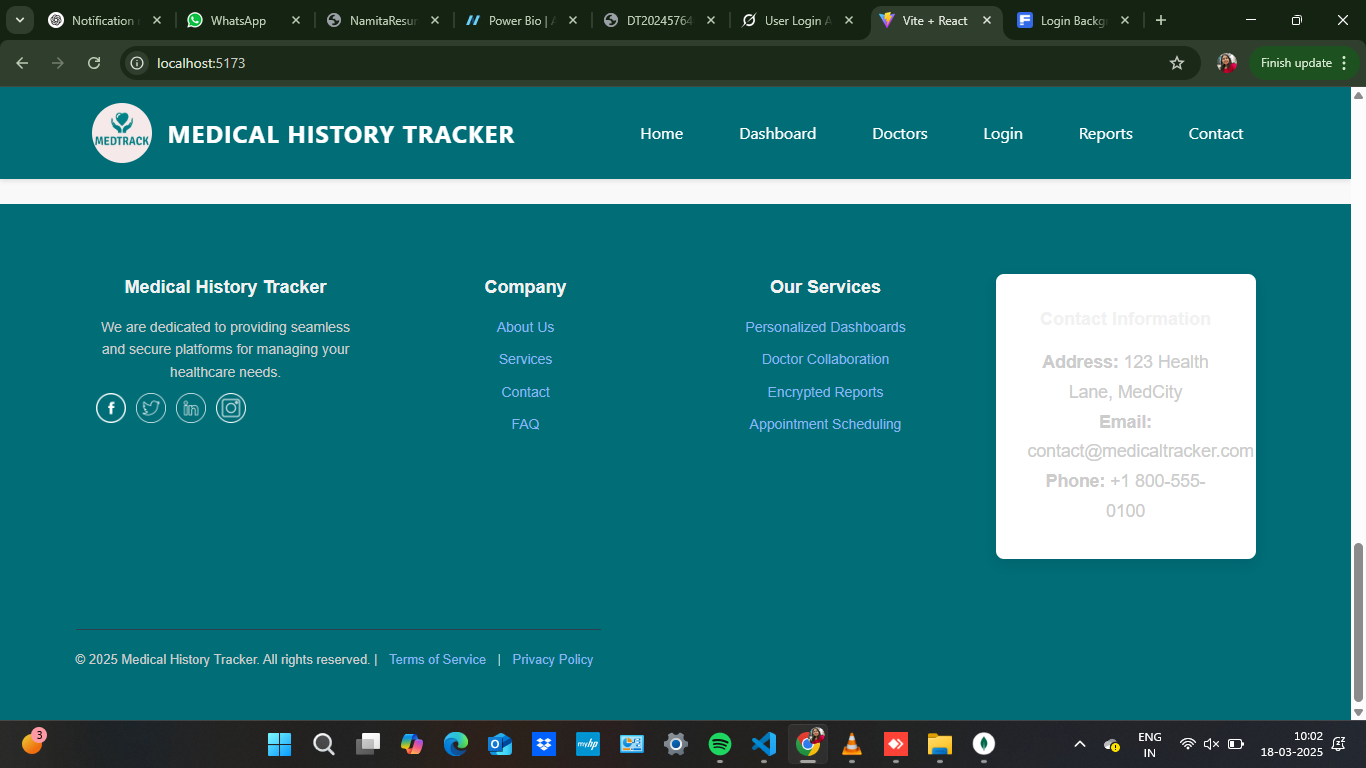 Notification
WhatsApp
NamitaResu
Power Bio |
DT20245764
User Login A
Vite + React
Login Backg
localhost:5173
Finish update
MEDTRACK
MEDICAL HISTORY TRACKER
Home
Dashboard
Doctors
Login
Reports
Contact
Medical History Tracker
We are dedicated to providing seamless
and secure platforms for managing your
healthcare needs.
Company
About Us
Services
Contact
FAQ
Our Services
Personalized Dashboards
Doctor Collaboration
Encrypted Reports
Appointment Scheduling
Contact Information
Address: 123 Health
Lane, MedCity
Email:
contact@medicaltracker.com
Phone: +1 800-555-
0100
© 2025 Medical History Tracker. All rights reserved. | Terms of Service | Privacy Policy
3
myhp
ENG
IN
10:02
18-03-2025